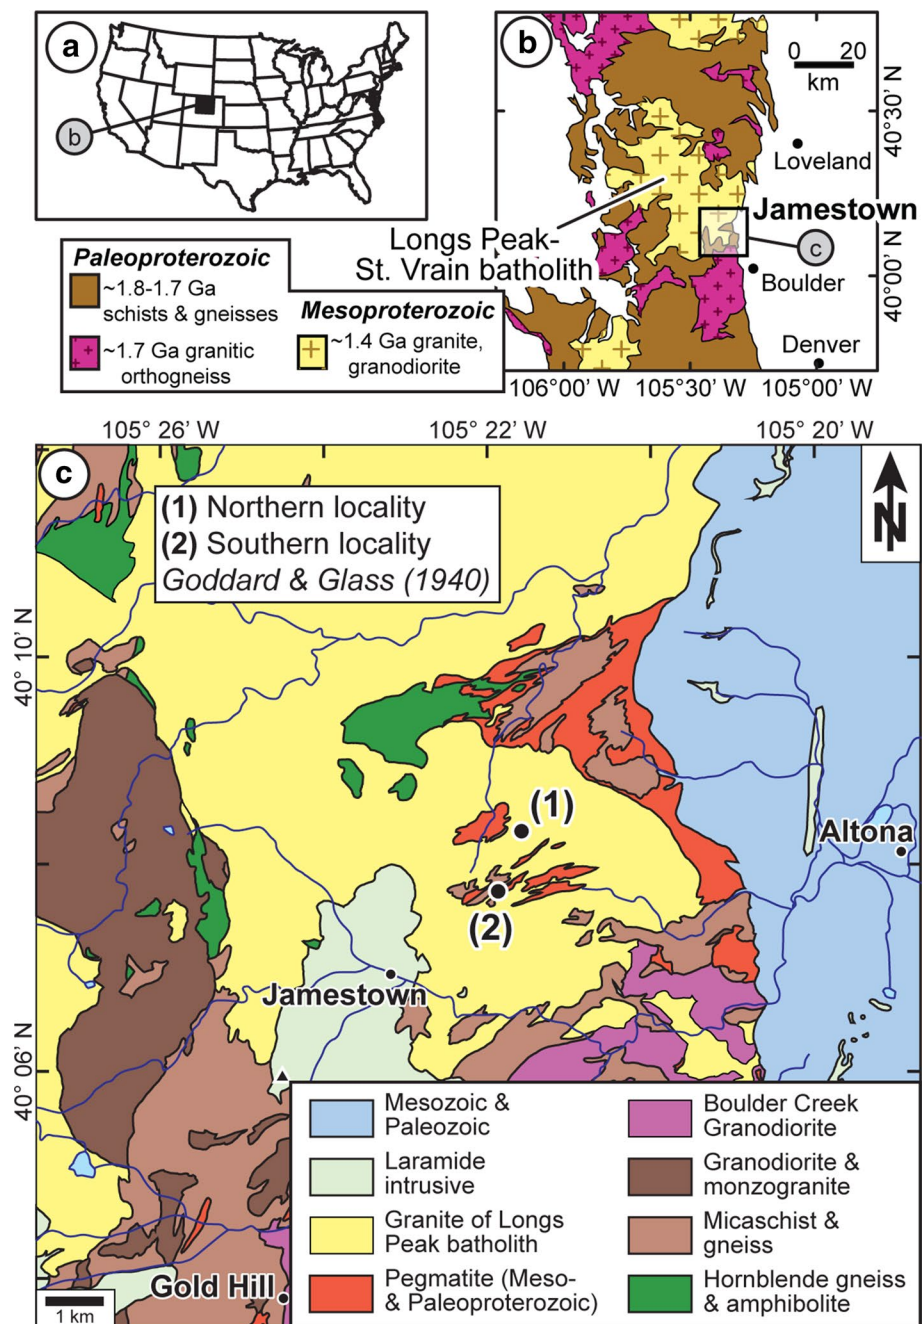 a
b
b
0 20
km
40°30' N
Loveland
Jamestown
Longs Peak-
St. Vrain batholith
c
Boulder
40°00' N
Denver
106°00' W 105°30' W 105°00' W
Paleoproterozoic
~1.8-1.7 Ga
schists & gneisses
~1.7 Ga granitic
orthogneiss
Mesoproterozoic
~1.4 Ga granite,
granodiorite
105° 26' W 105° 22' W 105° 20' W
c
(1) Northern locality
(2) Southern locality
Goddard & Glass (1940)
N
40° 10' N
(1)
Altona
(2)
Jamestown
40° 06' N
Gold Hill
1 km
Mesozoic &
Paleozoic
Laramide
intrusive
Granite of Longs
Peak batholith
Pegmatite (Meso-
& Paleoproterozoic)
Boulder Creek
Granodiorite
Granodiorite &
monzogranite
Micaschist &
gneiss
Hornblende gneiss
& amphibolite